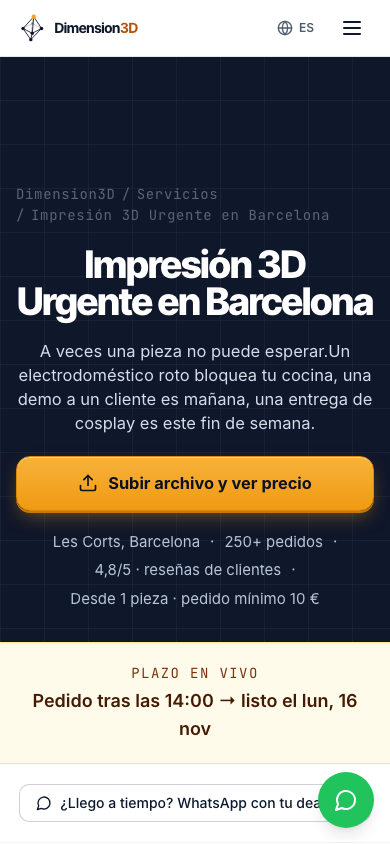 Dimension3D
ES
Dimension3D / Servicios
/ Impresión 3D Urgente en Barcelona
Impresión 3D
Urgente en Barcelona
A veces una pieza no puede esperar.Un
electrodoméstico roto bloquea tu cocina, una
demo a un cliente es mañana, una entrega de
cosplay es este fin de semana.
Subir archivo y ver precio
Les Corts, Barcelona · 250+ pedidos ·
4,8/5 · reseñas de clientes ·
Desde 1 pieza · pedido mínimo 10 €
PLAZO EN VIVO
Pedido tras las 14:00 → listo el lun, 16
nov
¿Llego a tiempo? WhatsApp con tu dea